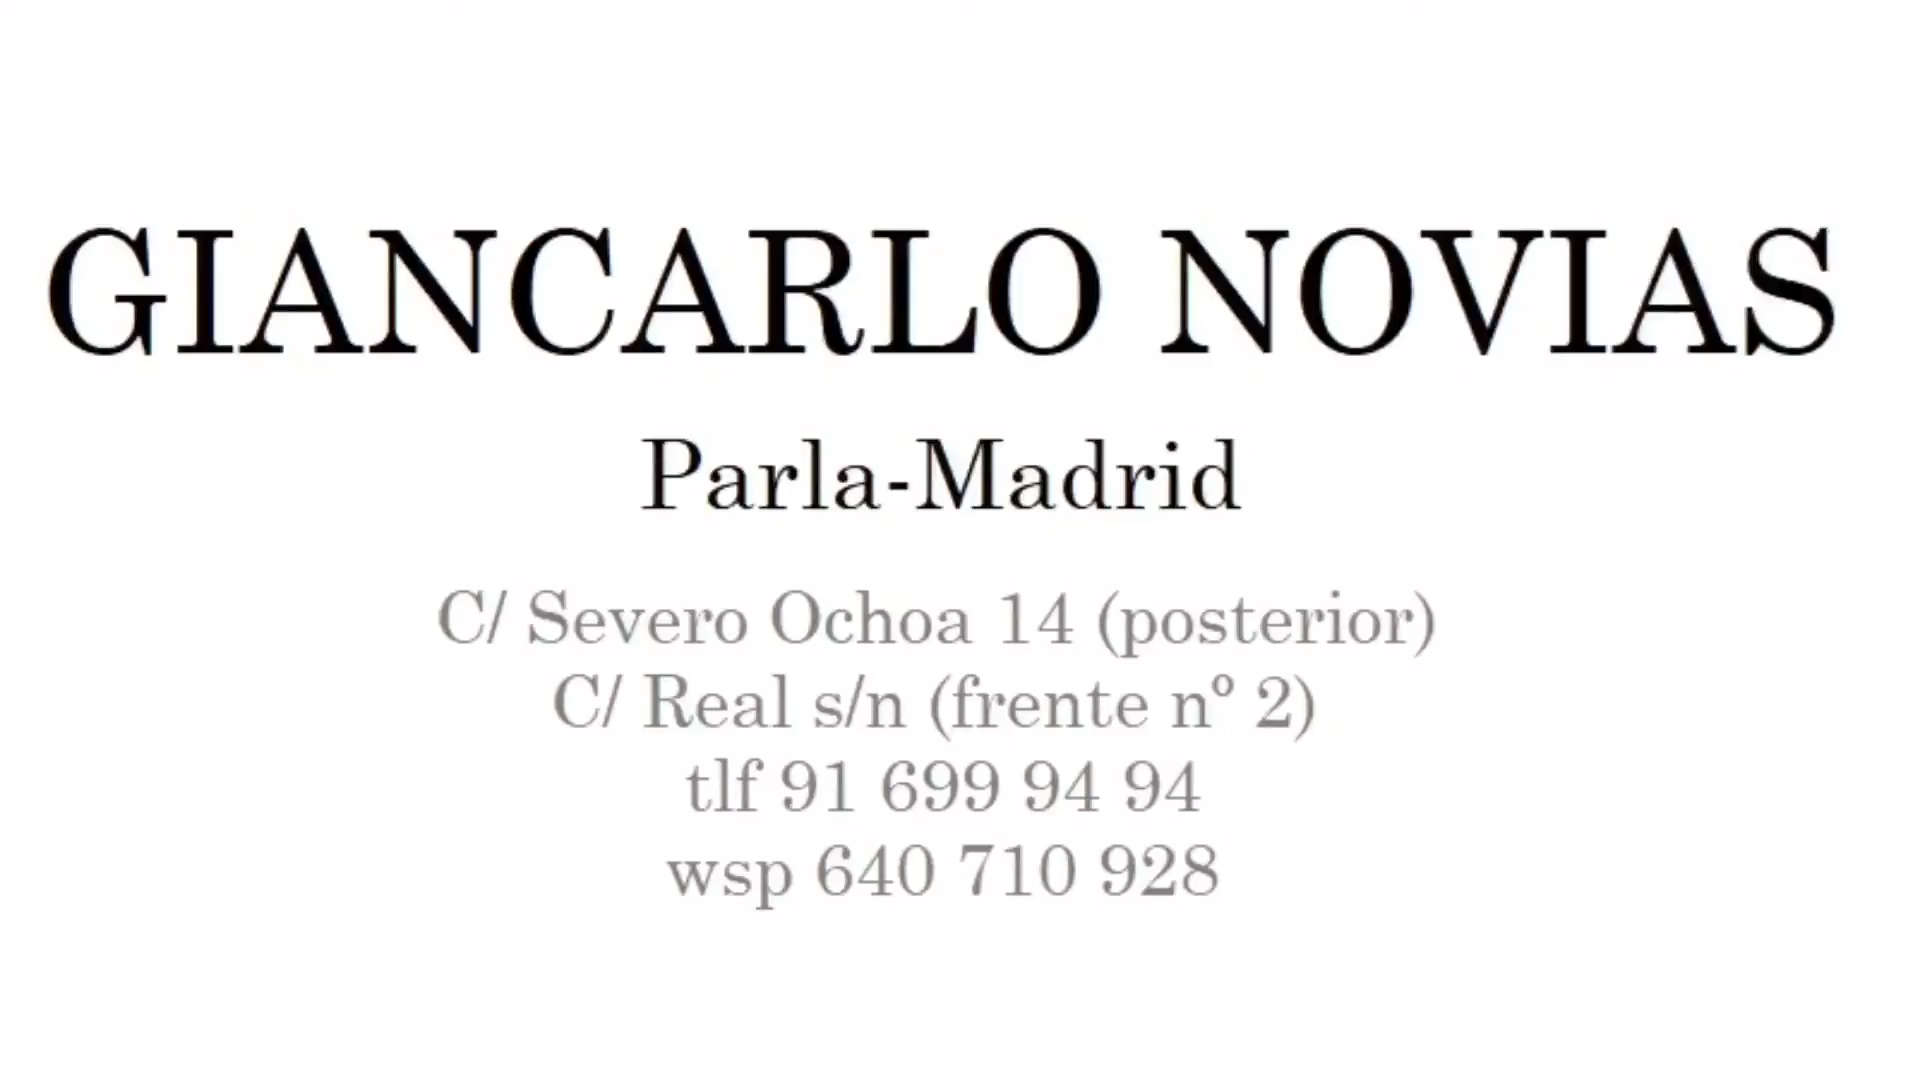 GIANCARLO NOVIAS
Parla-Madrid
C/ Severo Ochoa 14 (posterior)
C/ Real s/n (frente nº 2)
tlf 91 699 94 94
wsp 640 710 928